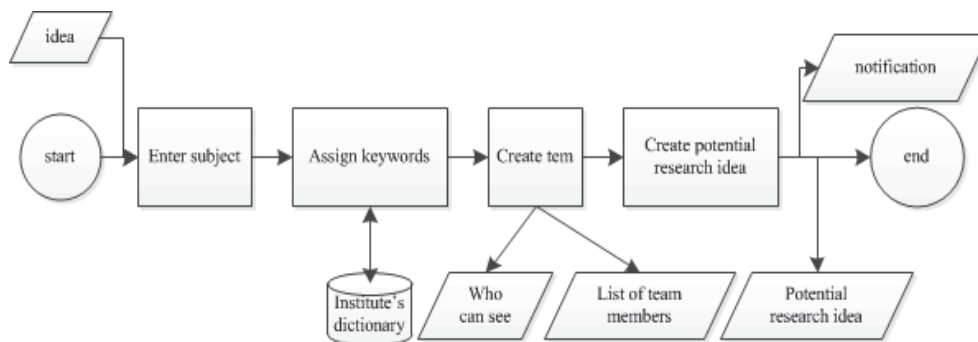 idea
notification
start
Enter subject
Assign keywords
Create tem
Create potential
research idea
end
Institute's
dictionary
Who
can see
List of team
members
Potential
research idea